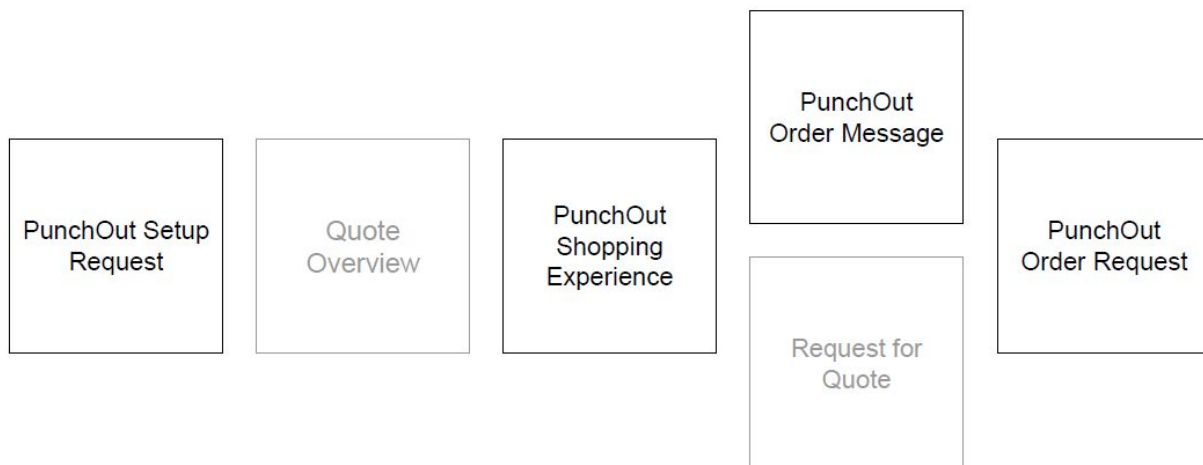 PunchOut Setup
Request
Quote
Overview
PunchOut
Shopping
Experience
PunchOut
Order Message
Request for
Quote
PunchOut
Order Request